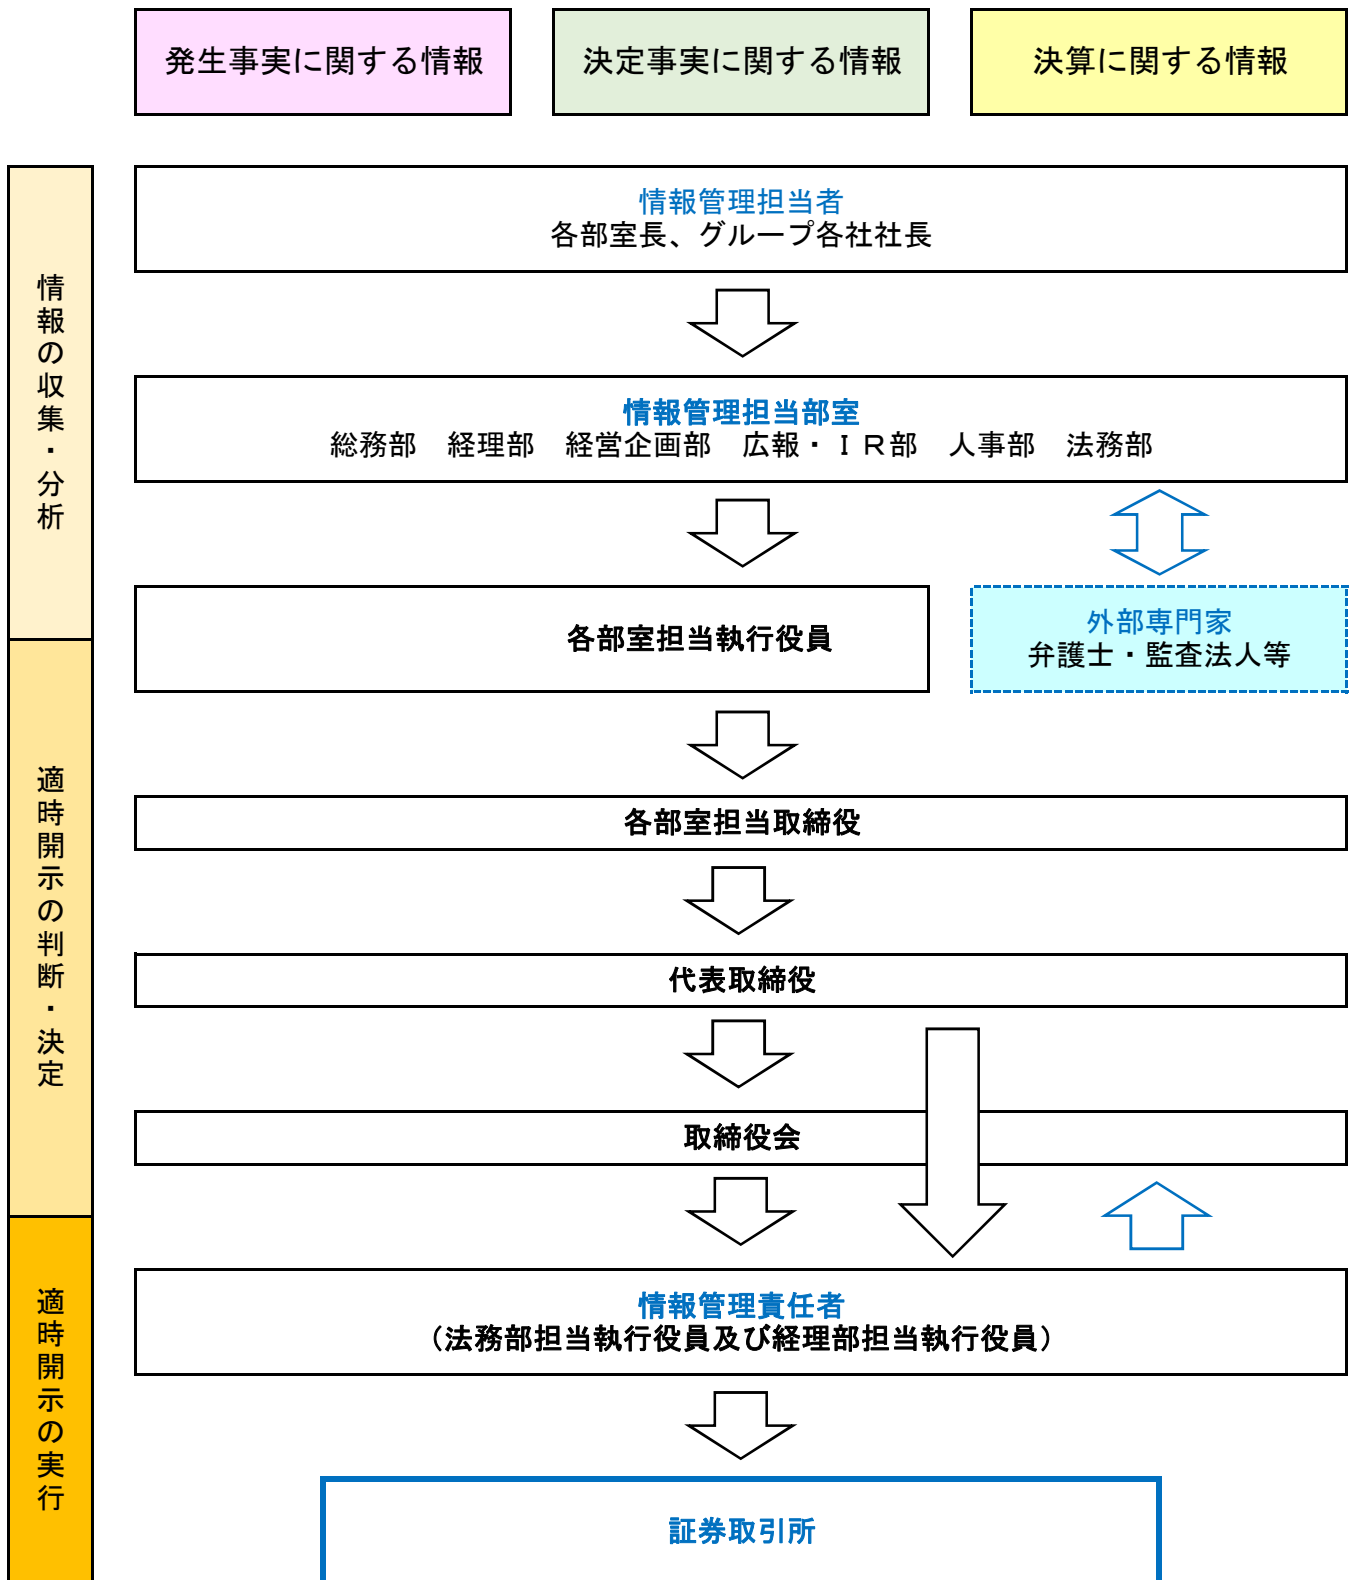 発生事実に関する情報
決定事実に関する情報
決算に関する情報
情報の収集・分析
情報管理担当者
各部室長、グループ各社社長
情報管理担当部室
総務部　経理部　経営企画部　広報・ＩＲ部　人事部　法務部
各部室担当執行役員
外部専門家
弁護士・監査法人等
適時開示の判断・決定
各部室担当取締役
代表取締役
取締役会
適時開示の実行
情報管理責任者
（法務部担当執行役員及び経理部担当執行役員）
証券取引所